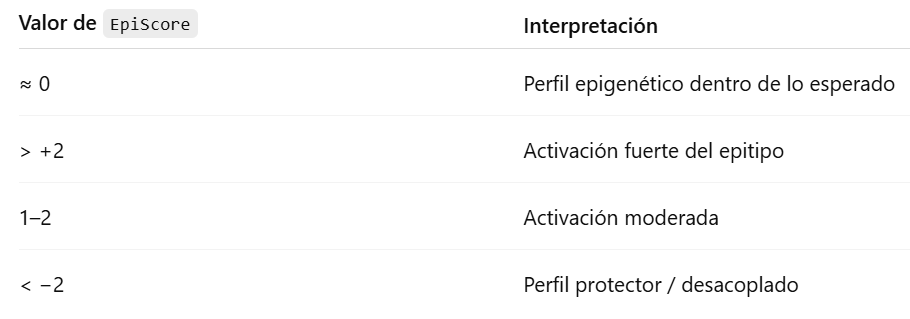 Valor de EpiScore Interpretación
≈ 0 Perfil epigenético dentro de lo esperado
> +2 Activación fuerte del epitipo
1–2 Activación moderada
< −2 Perfil protector / desacoplado